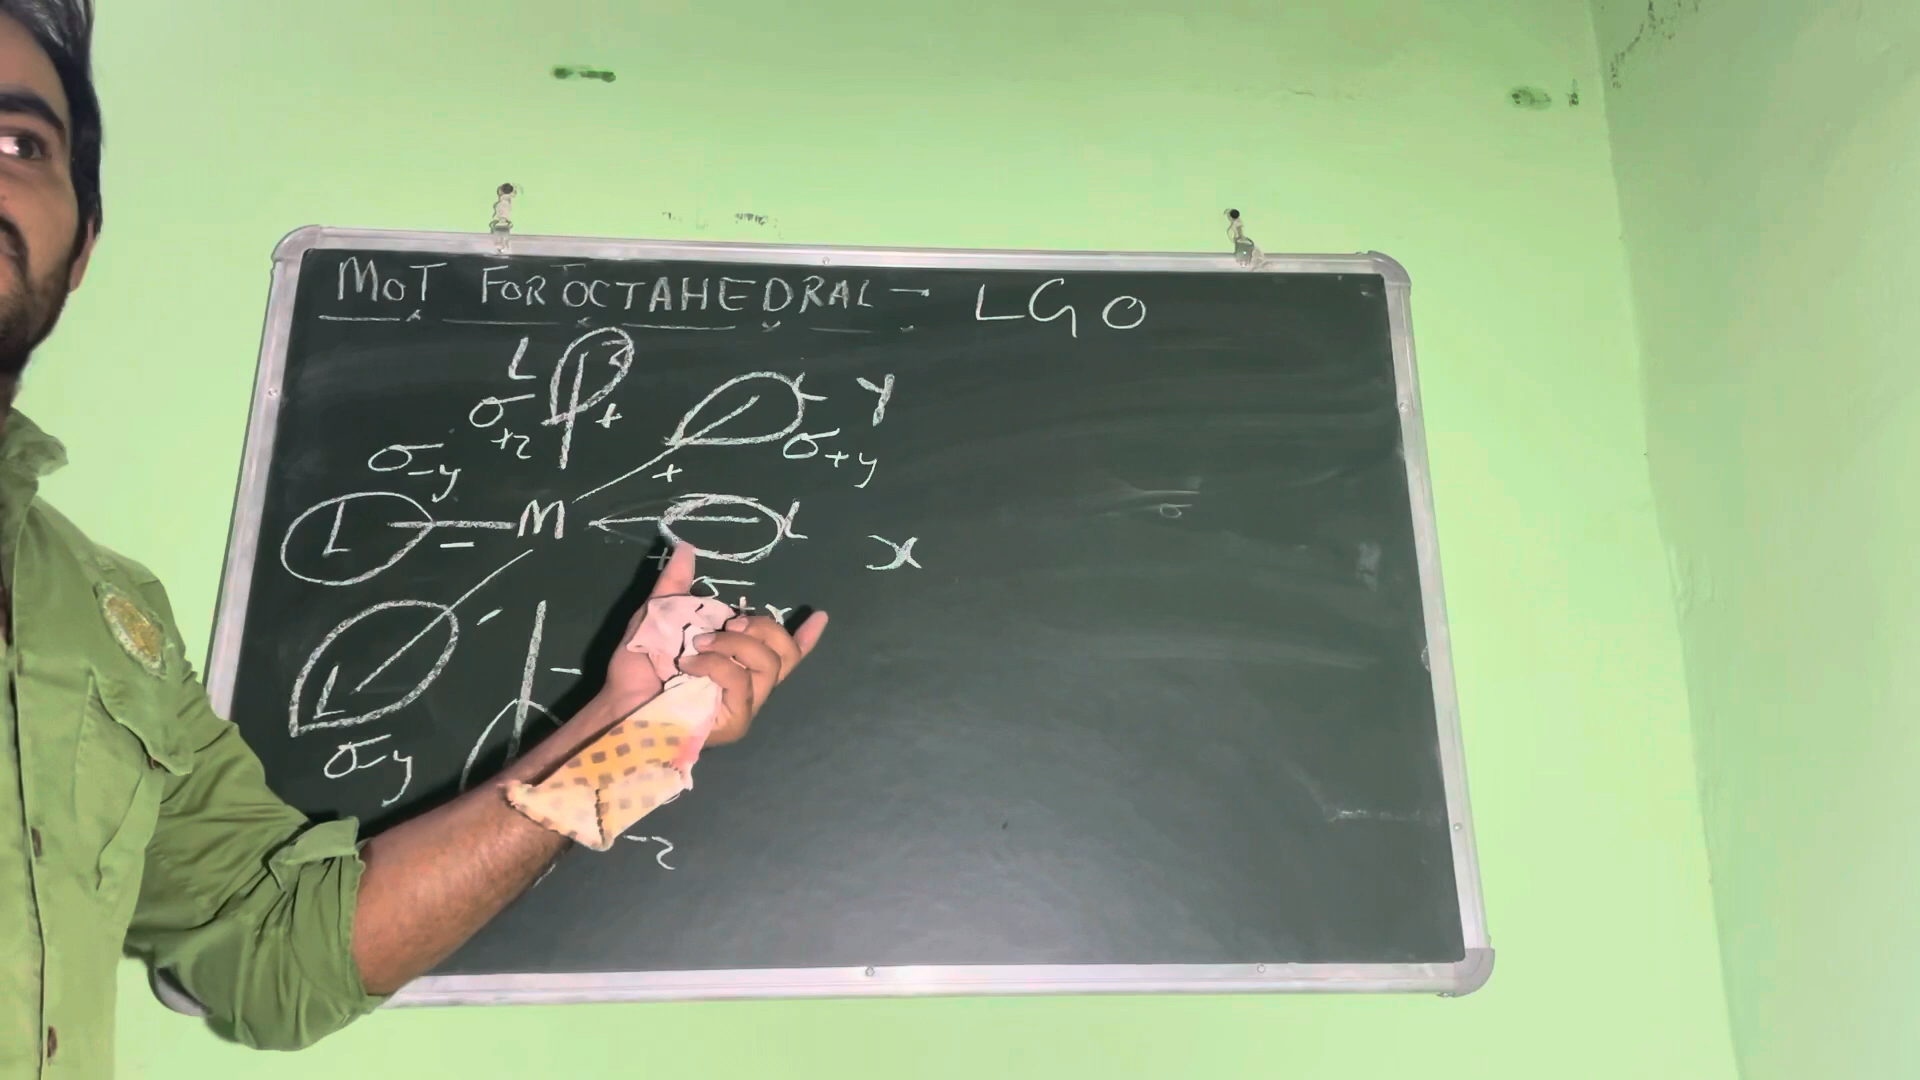 MOT FOR OCTAHEDRAL - LGO
L
σ+z
+
L
Y
σ+y
+
σ-y
L
-
M
L
+
x
σ+x
L
-
σ-y
-
-z